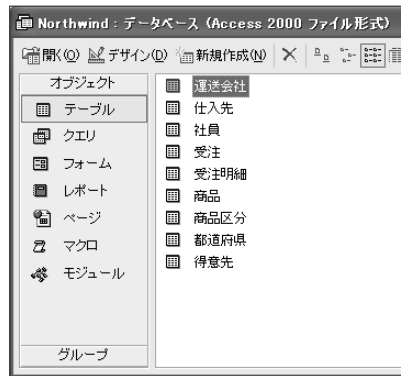 Northwind : データベース (Access 2000 ファイル形式)
開く(O) デザイン(D) 新規作成(N)
オブジェクト
テーブル
クエリ
フォーム
レポート
ページ
マクロ
モジュール
グループ
運送会社
仕入先
社員
受注
受注明細
商品
商品区分
都道府県
得意先